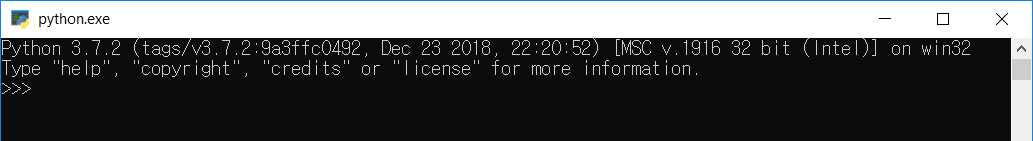 python.exe
Python 3.7.2 (tags/v3.7.2:9a3ffc0492, Dec 23 2018, 22:20:52) [MSC v.1916 32 bit (Intel)] on win32
Type "help", "copyright", "credits" or "license" for more information.
>>>